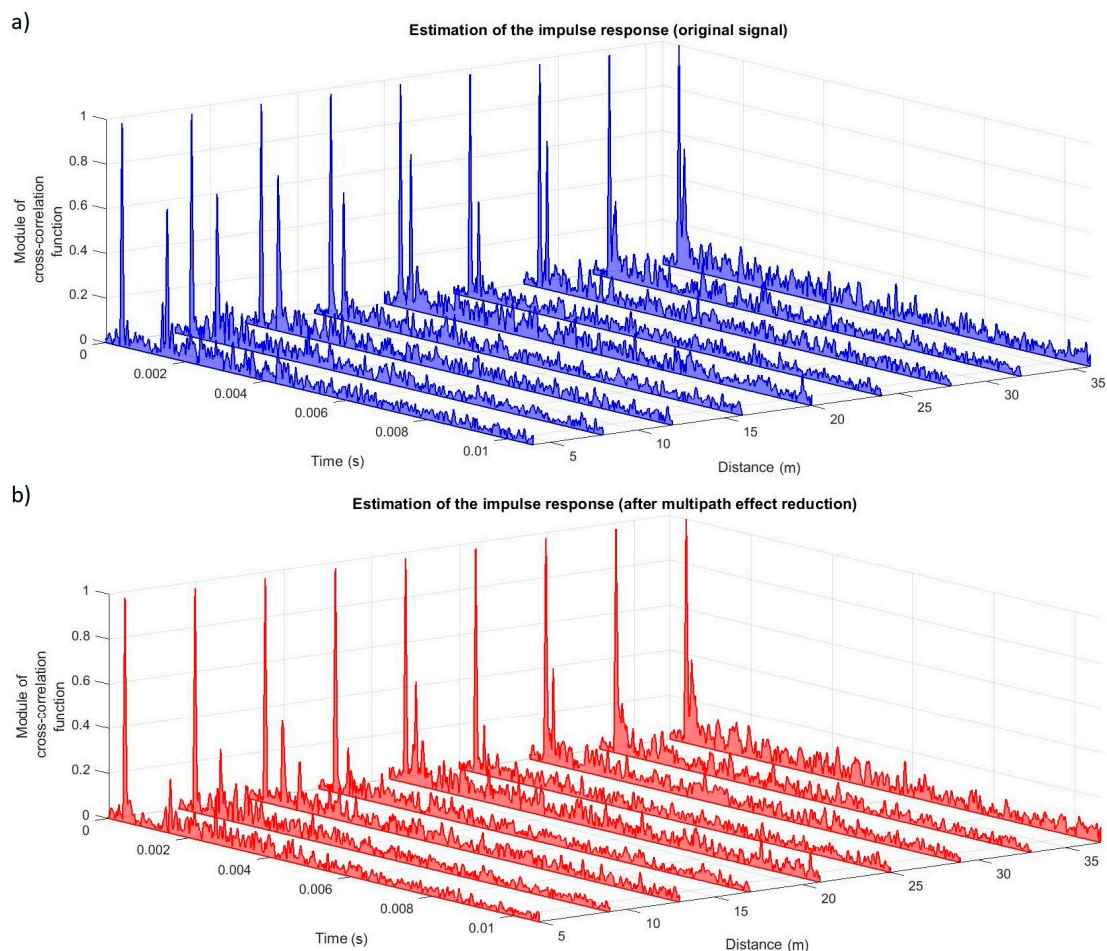 a)
Estimation of the impulse response (original signal)
1
0.8
0.6
0.4
0.2
0
Module of
cross-correlation
function
0
0.002
0.004
0.006
0.008
0.01
Time (s)
5
10
15
20
25
30
35
Distance (m)
b)
Estimation of the impulse response (after multipath effect reduction)
1
0.8
0.6
0.4
0.2
0
Module of
cross-correlation
function
0
0.002
0.004
0.006
0.008
0.01
Time (s)
5
10
15
20
25
30
35
Distance (m)